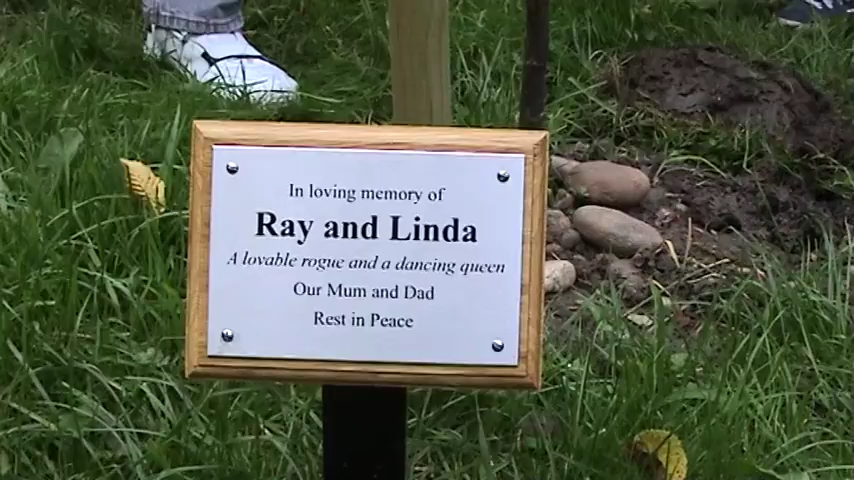 In loving memory of
Ray and Linda
A lovable rogue and a dancing queen
Our Mum and Dad
Rest in Peace